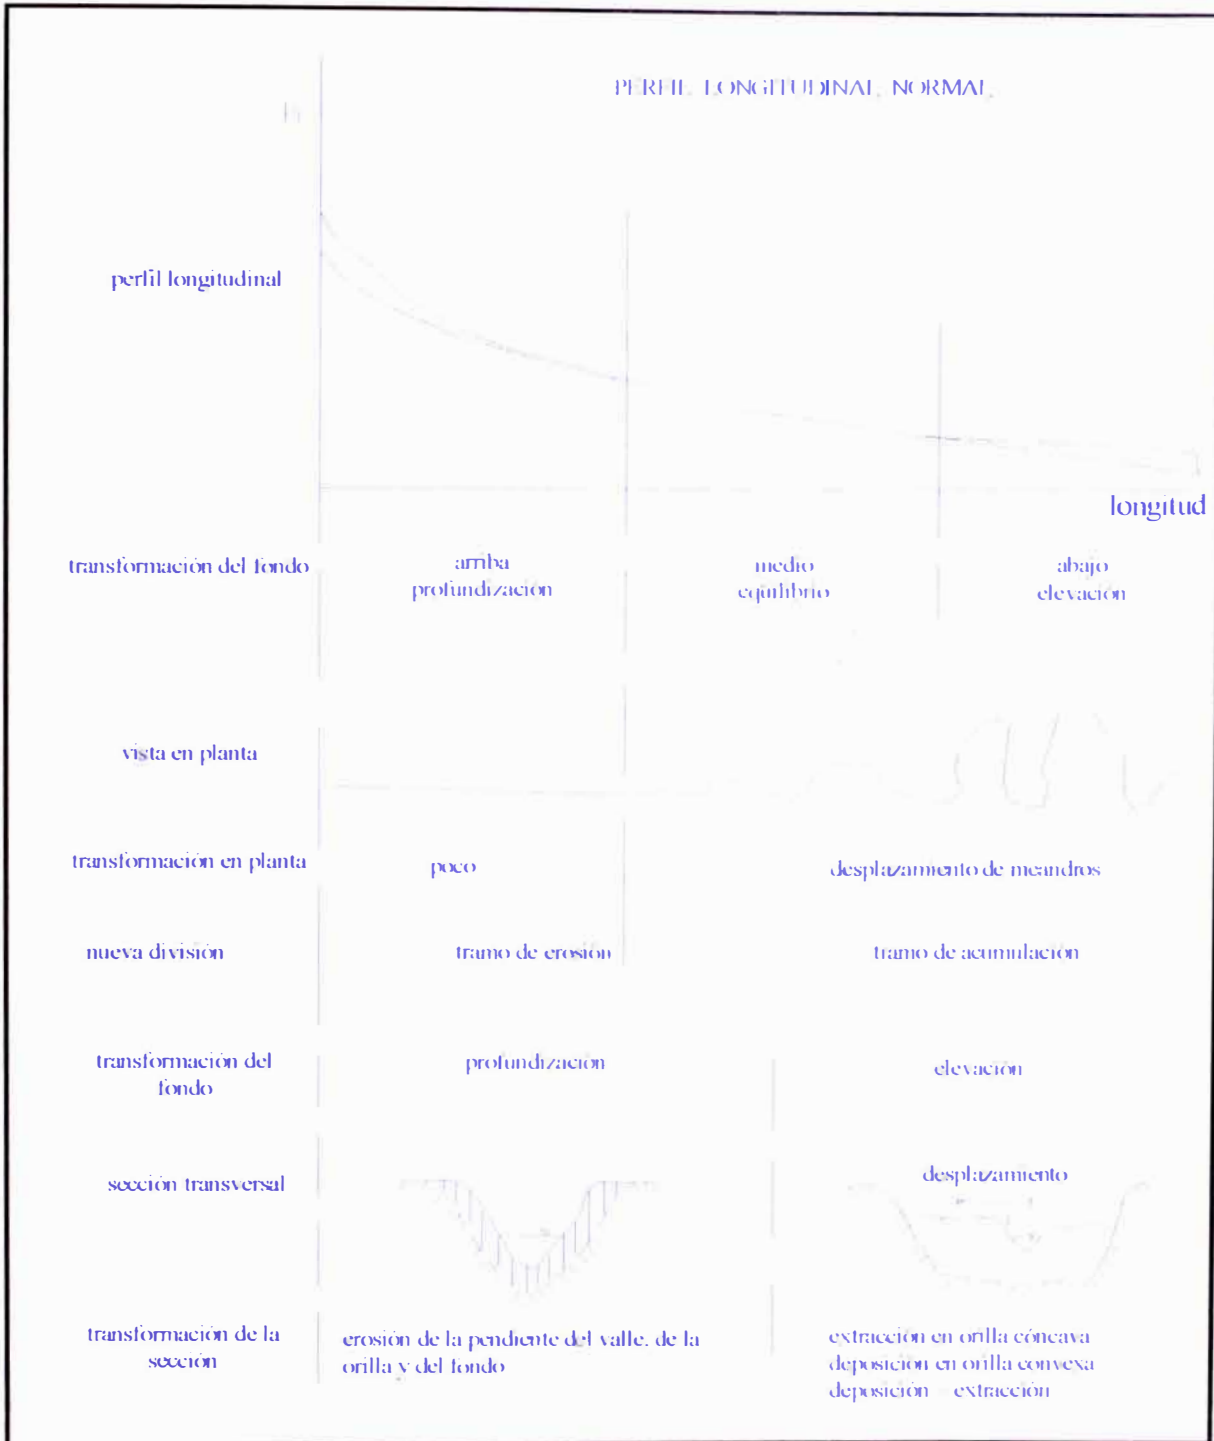 PERFIL LONGITUDINAL NORMAL
h
perfil longitudinal
longitud
transformación del fondo
arriba
profundización
medio
equilibrio
abajo
elevación
vista en planta
transformación en planta
poco
desplazamiento de meandros
nueva división
tramo de erosión
tramo de acumulación
transformación del
fondo
profundización
elevación
sección transversal
desplazamiento
transformación de la
sección
erosión de la pendiente del valle, de la
orilla y del fondo
extracción en orilla cóncava
deposición en orilla convexa
deposición extracción